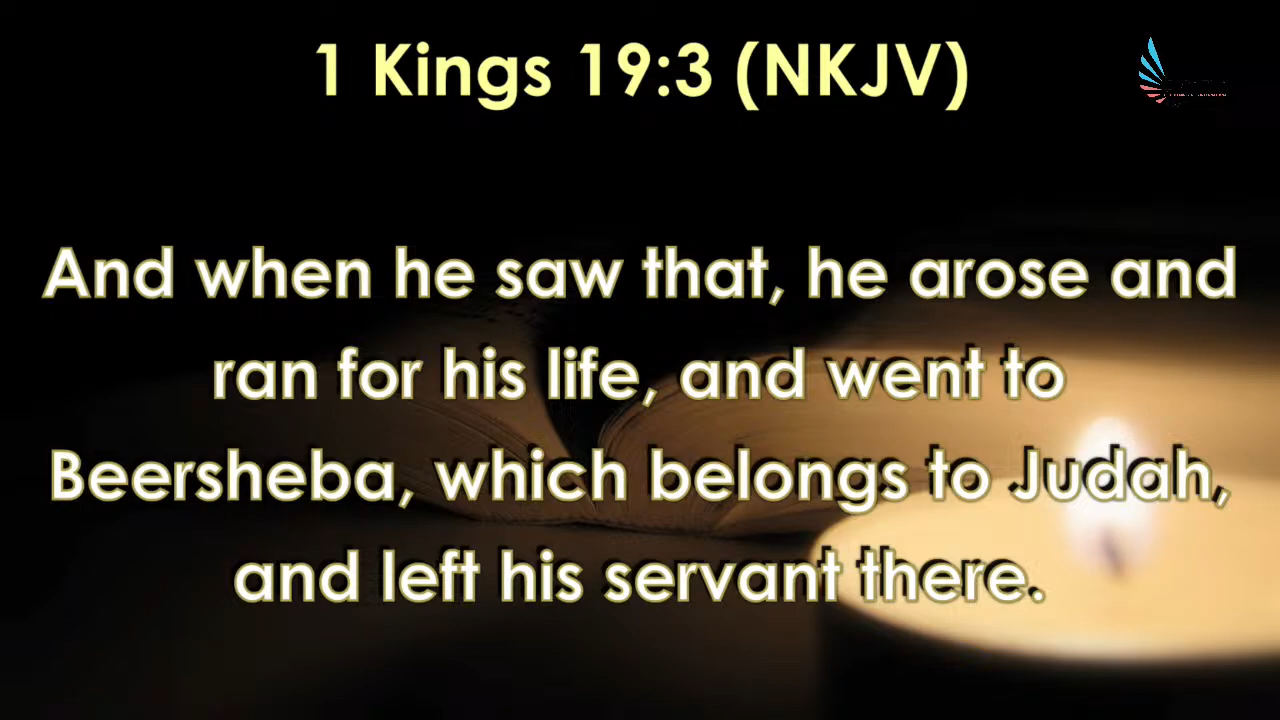 1 Kings 19:3 (NKJV)
And when he saw that, he arose and
ran for his life, and went to
Beersheba, which belongs to Judah,
and left his servant there.